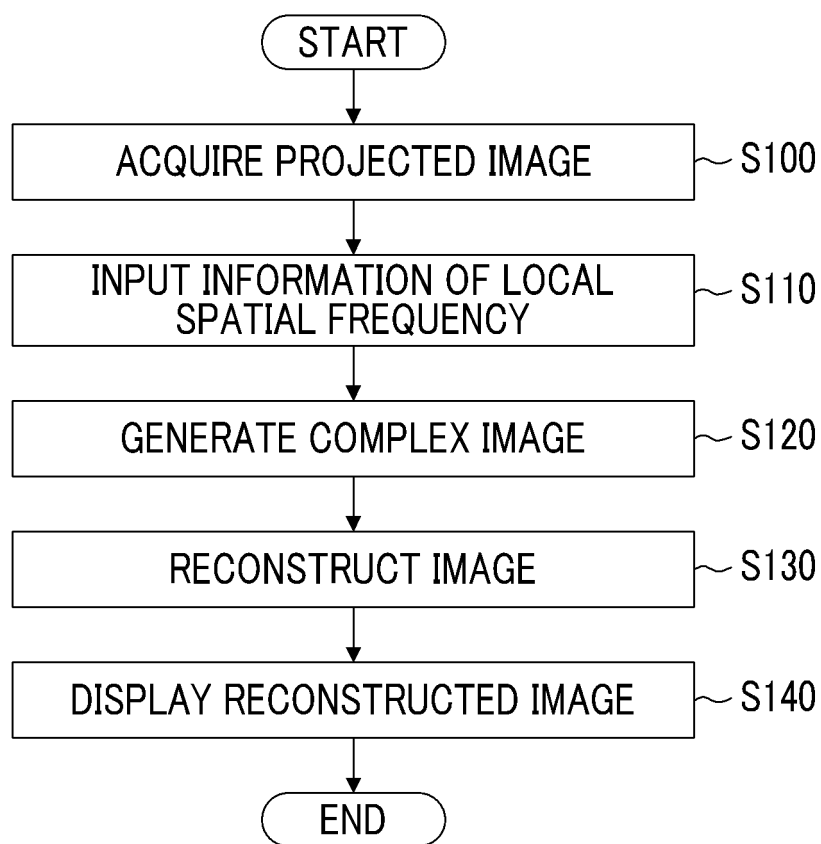 START
ACQUIRE PROJECTED IMAGE
S100
INPUT INFORMATION OF LOCAL
SPATIAL FREQUENCY
S110
GENERATE COMPLEX IMAGE
S120
RECONSTRUCT IMAGE
S130
DISPLAY RECONSTRUCTED IMAGE
S140
END